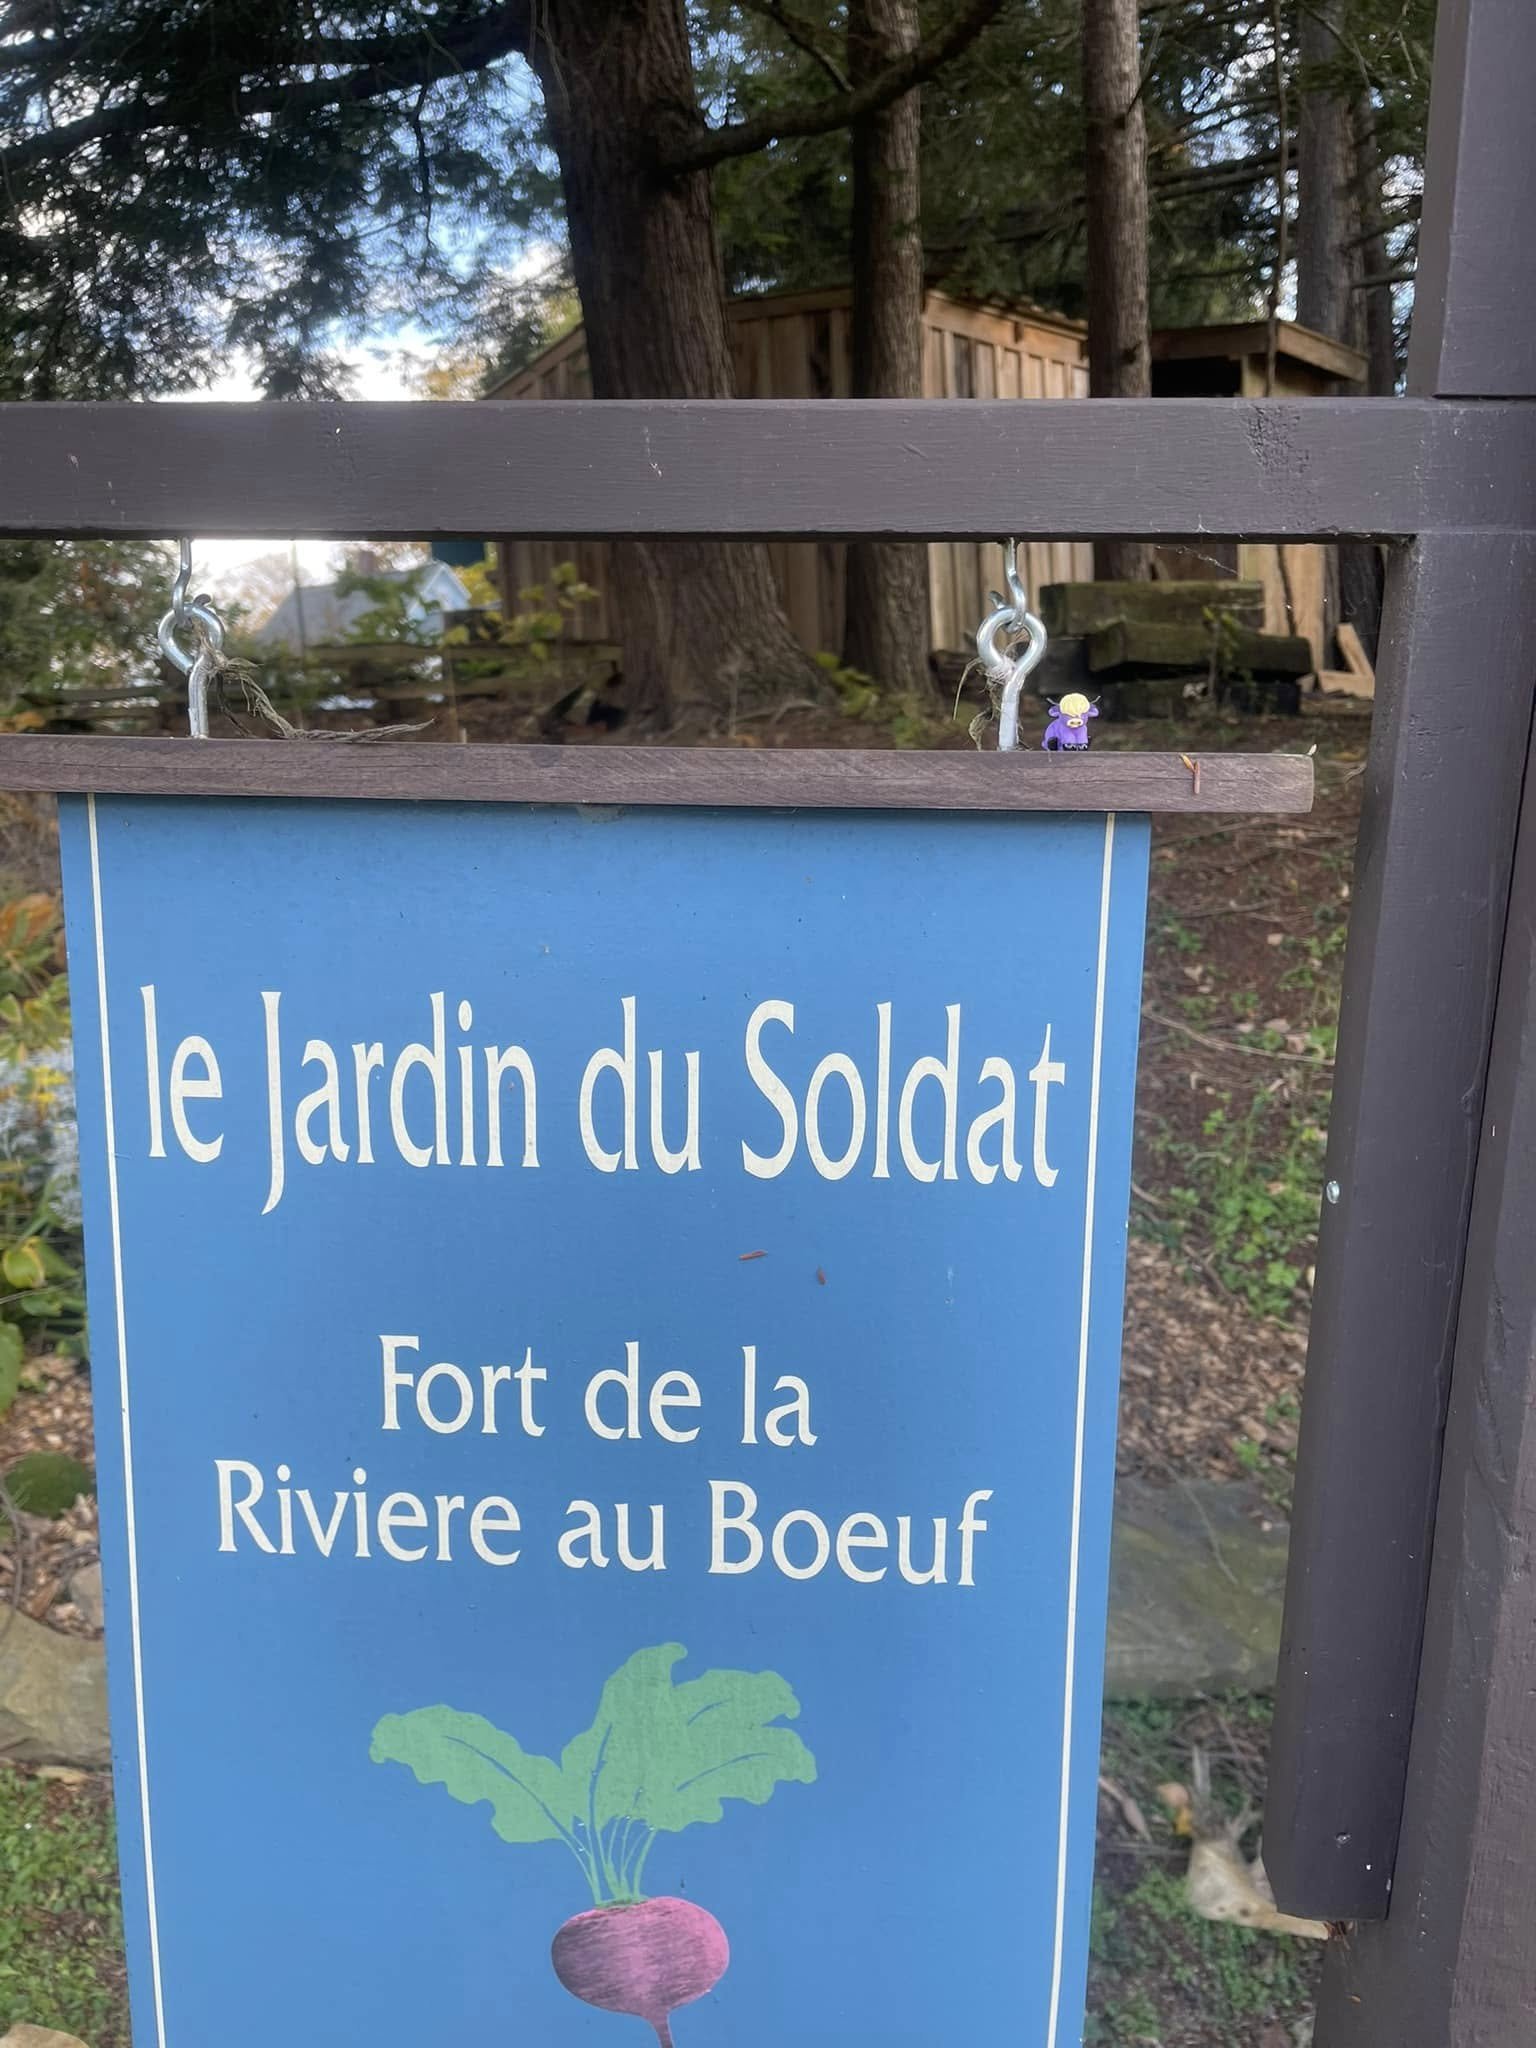 le Jardin du Soldat
Fort de la
Riviere au Boeuf